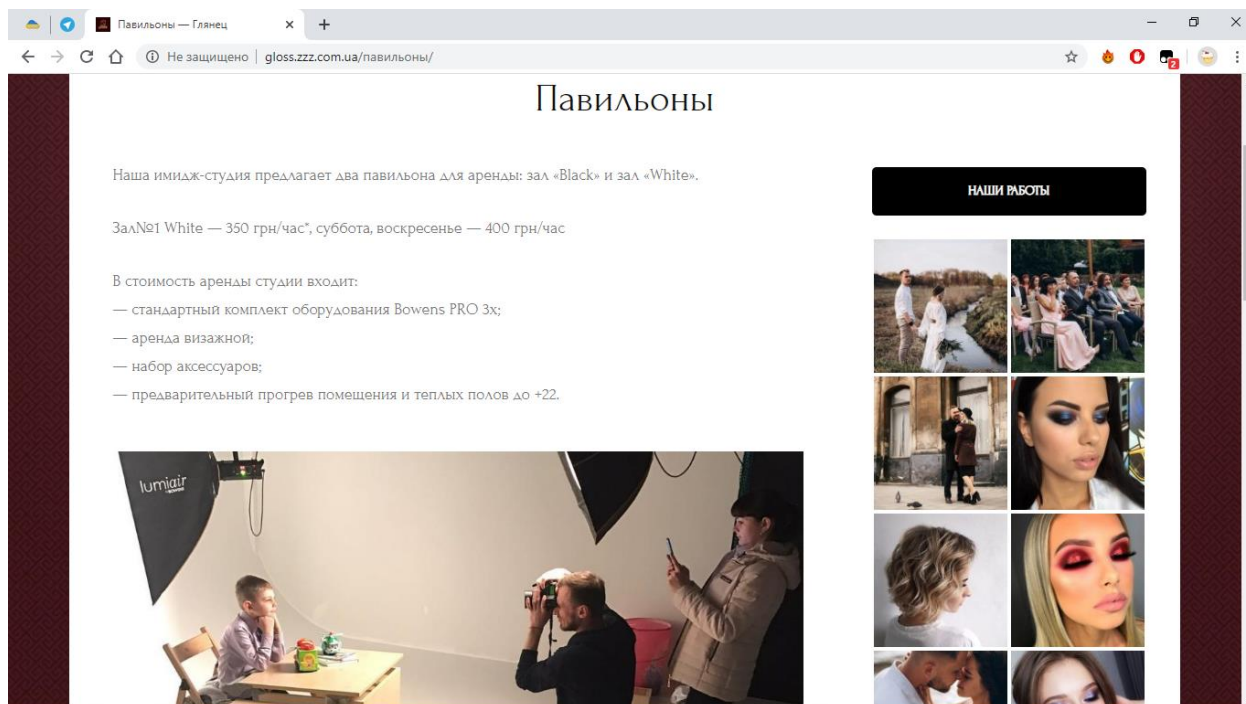 Павильоны — Глянец
Не защищено
gloss.zzz.com.ua/павильоны/
2
Павильоны
Наша имидж-студия предлагает два павильона для аренды: зал «Black» и зал «White».
НАШИ РАБОТЫ
Зал№1 White — 350 грн/час*, суббота, воскресенье — 400 грн/час
В стоимость аренды студии входит:
— стандартный комплект оборудования Bowens PRO 3x;
— аренда визажной;
— набор аксессуаров;
— предварительный прогрев помещения и теплых полов до +22.
lumiair